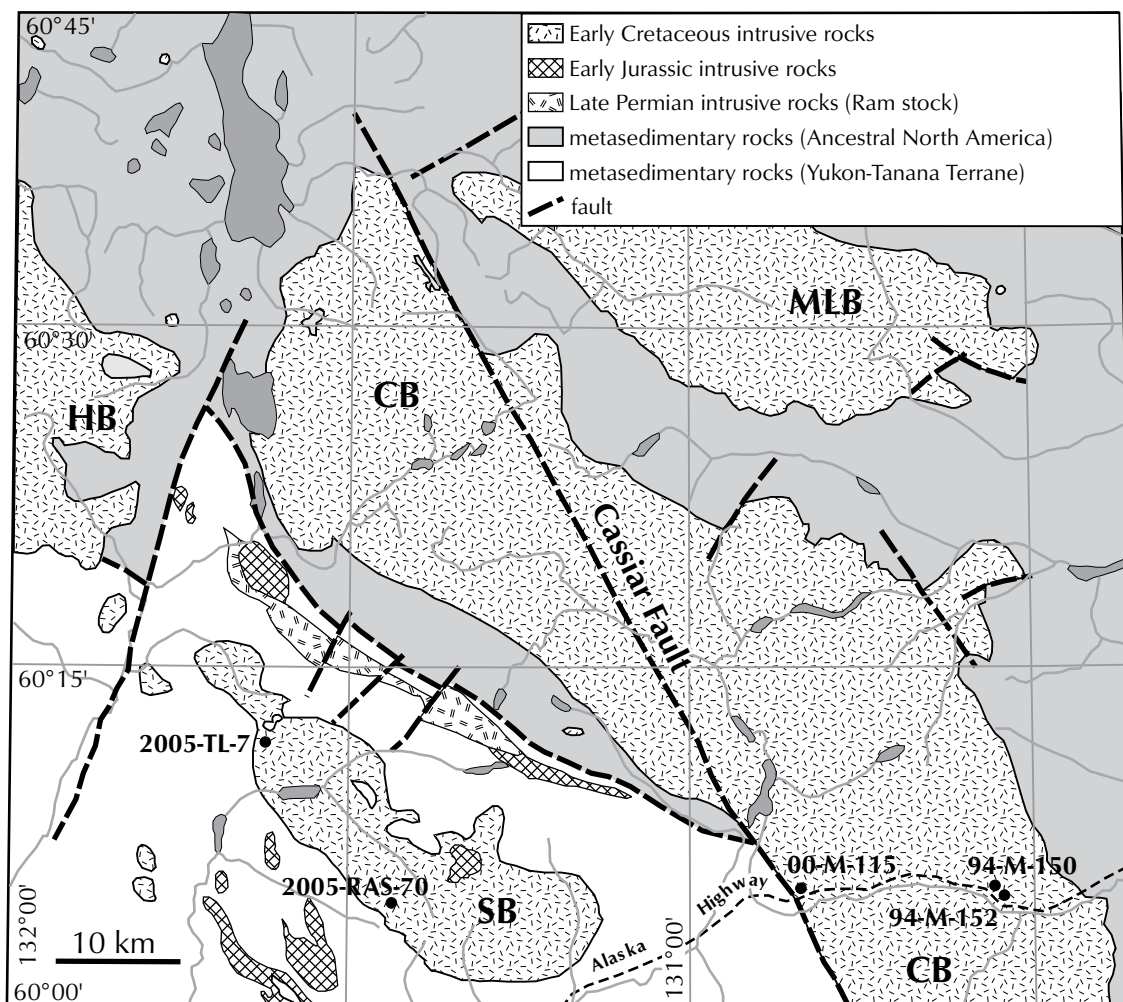 60°45'
Early Cretaceous intrusive rocks
Early Jurassic intrusive rocks
Late Permian intrusive rocks (Ram stock)
metasedimentary rocks (Ancestral North America)
metasedimentary rocks (Yukon-Tanana Terrane)
fault
MLB
60°30'
CB
HB
Cassiar Fault
60°15'
2005-TL-7
00-M-115
94-M-150
2005-RAS-70
Highway
SB
94-M-152
132°00'
10 km
Alaska
131°00'
CB
60°00'